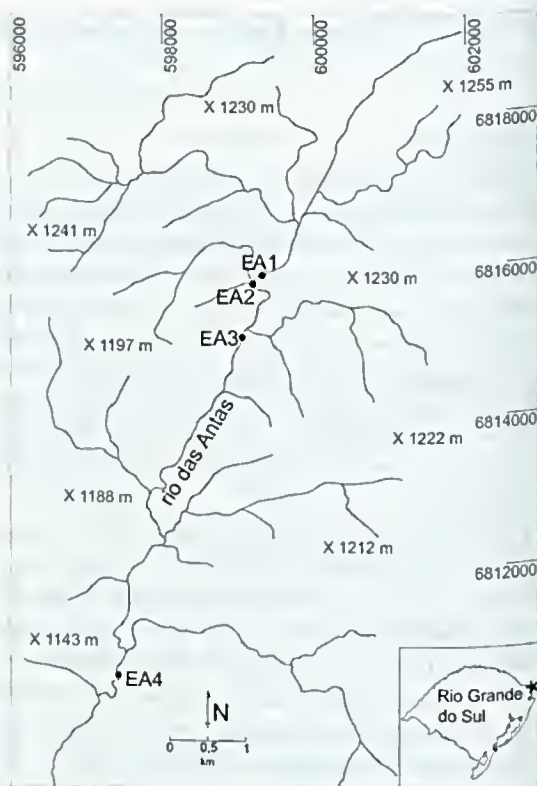 596000
598000
600000
602000
X 1255 m
X 1230 m
6818000
X 1241 m
EA1
X 1230 m
6816000
EA2
EA3
X 1197 m
6814000
rio das Antas
X 1222 m
X 1188 m
X 1212 m
6812000
X 1143 m
EA4
N
Rio Grande
do Sul
0 0.5 1
km